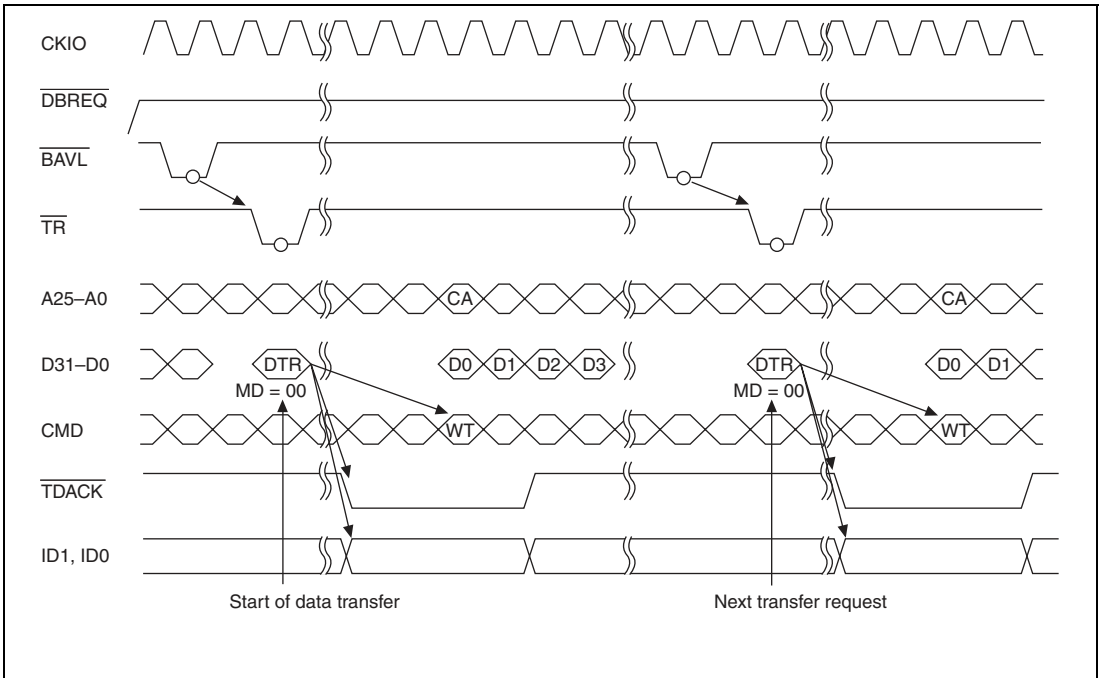 CKIO
DBREQ
BAVL
TR
A25–A0 CA CA
D31–D0 DTR D0 D1 D2 D3 DTR D0 D1
MD = 00 MD = 00
CMD WT WT
TDACK
ID1, ID0
Start of data transfer Next transfer request